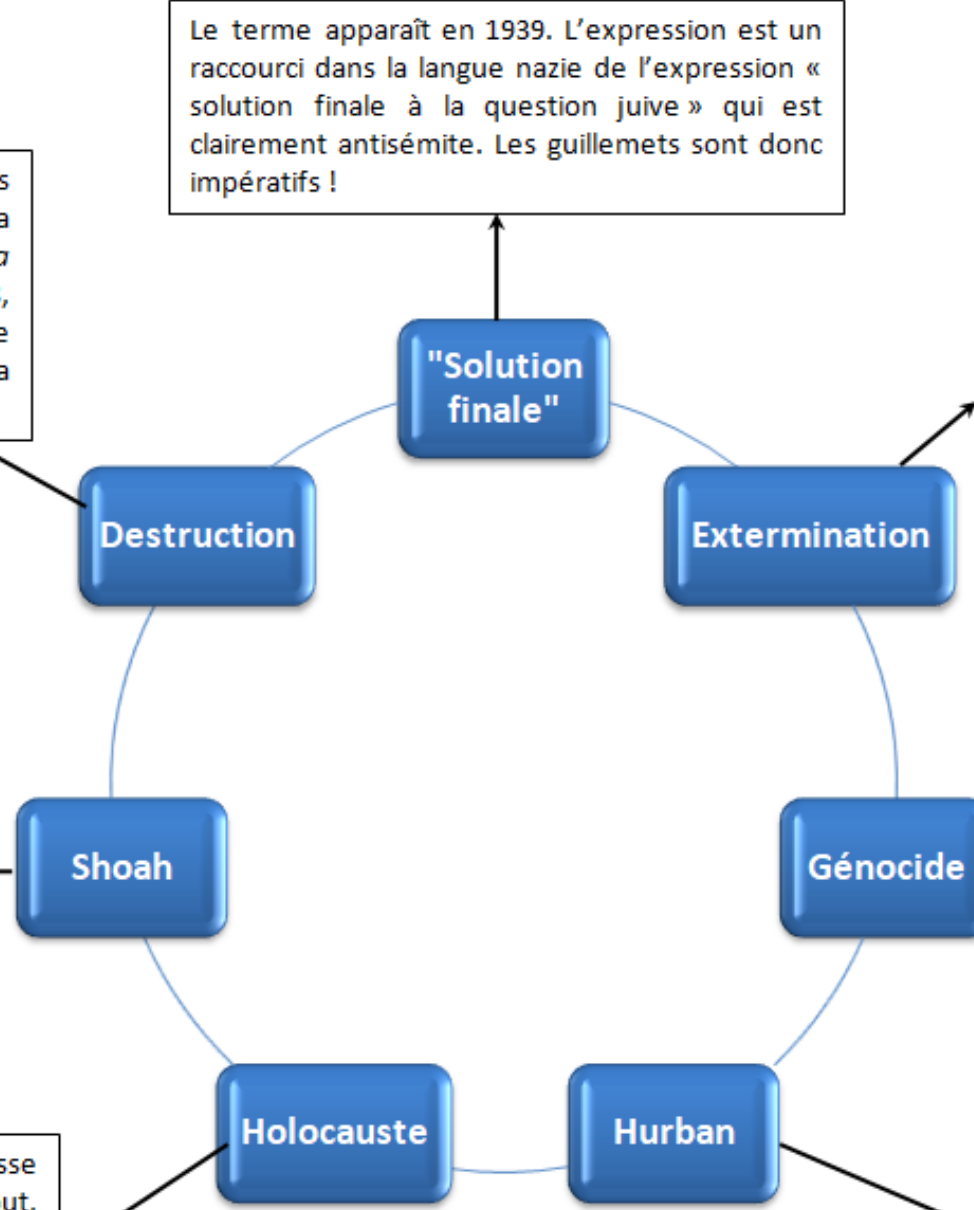 Le terme apparaît en 1939. L’expression est un
raccourci dans la langue nazie de l’expression «
solution finale à la question juive » qui est
clairement antisémite. Les guillemets sont donc
impératifs !
"Solution
finale"
Destruction
Extermination
Shoah
Génocide
Holocauste
Hurban